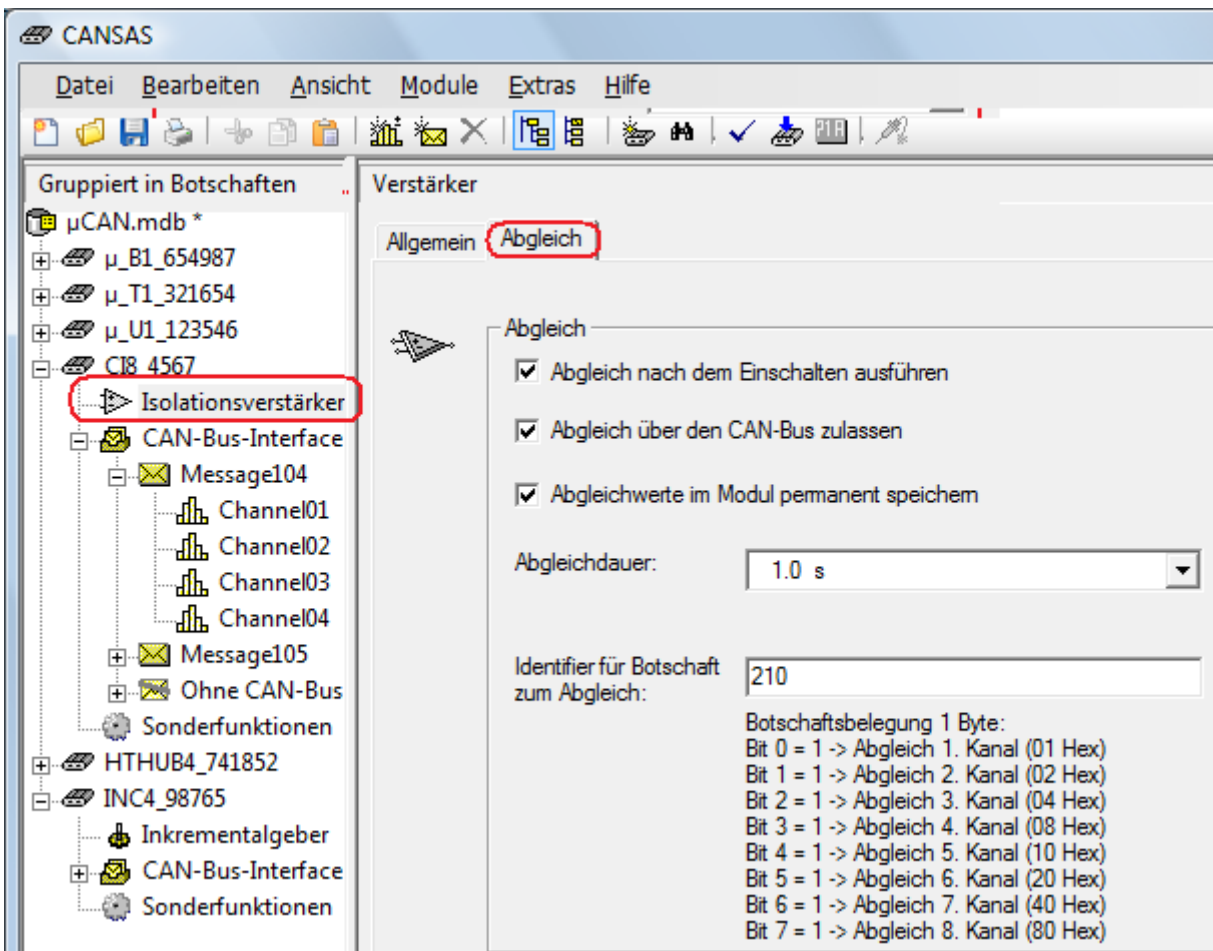 CANSAS
Datei Bearbeiten Ansicht Module Extras Hilfe
Gruppiert in Botschaften
µCAN.mdb *
µ_B1_654987
µ_T1_321654
µ_U1_123546
CI8_4567
Isolationsverstärker
CAN-Bus-Interface
Message104
Channel01
Channel02
Channel03
Channel04
Message105
Ohne CAN-Bus
Sonderfunktionen
HTHUB4_741852
INC4_98765
Inkrementalgeber
CAN-Bus-Interface
Sonderfunktionen
Verstärker
Allgemein Abgleich
Abgleich
Abgleich nach dem Einschalten ausführen
Abgleich über den CAN-Bus zulassen
Abgleichwerte im Modul permanent speichern
Abgleichdauer: 1.0 s
Identifier für Botschaft
zum Abgleich:
210
Botschaftsbelegung 1 Byte:
Bit 0 = 1 -> Abgleich 1. Kanal (01 Hex)
Bit 1 = 1 -> Abgleich 2. Kanal (02 Hex)
Bit 2 = 1 -> Abgleich 3. Kanal (04 Hex)
Bit 3 = 1 -> Abgleich 4. Kanal (08 Hex)
Bit 4 = 1 -> Abgleich 5. Kanal (10 Hex)
Bit 5 = 1 -> Abgleich 6. Kanal (20 Hex)
Bit 6 = 1 -> Abgleich 7. Kanal (40 Hex)
Bit 7 = 1 -> Abgleich 8. Kanal (80 Hex)